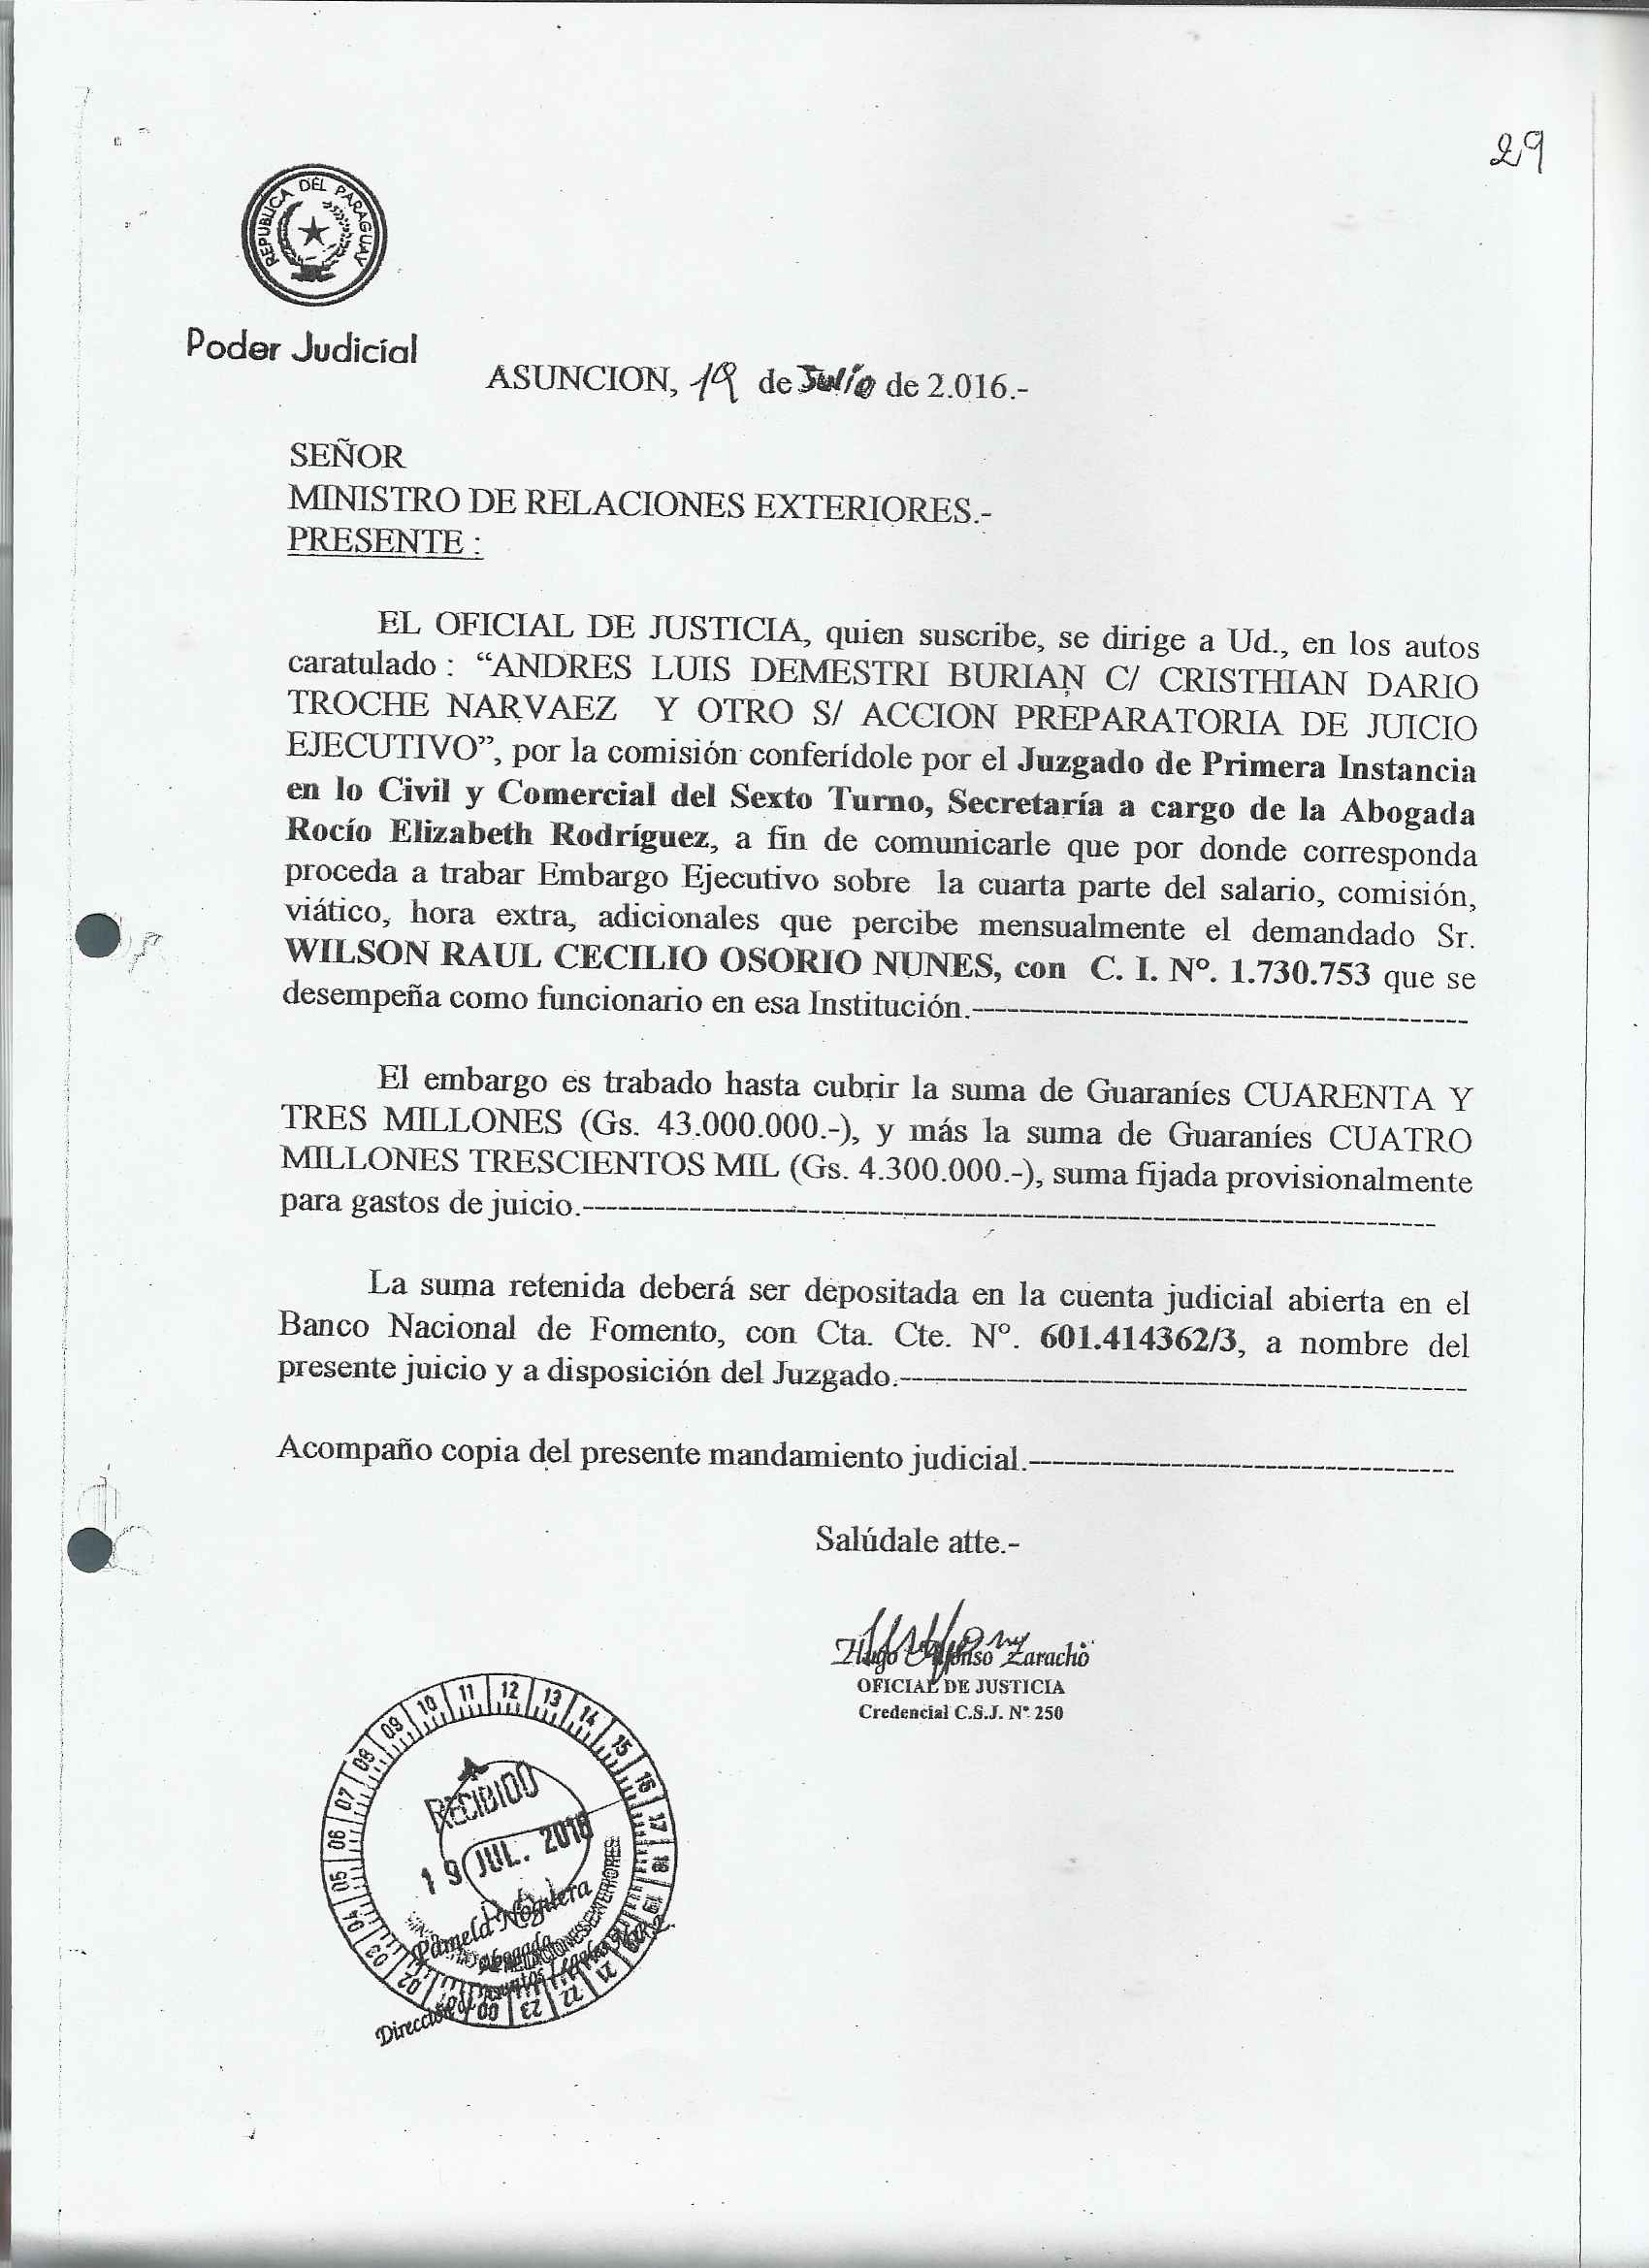 29
REPUBLICA DEL PARAGUAY
Poder Judicial
ASUNCION, 19 de Julio de 2.016.-
SEÑOR
MINISTRO DE RELACIONES EXTERIORES.-
PRESENTE :
EL OFICIAL DE JUSTICIA, quien suscribe, se dirige a Ud., en los autos
caratulado : “ANDRES LUIS DEMESTRI BURIAN C/ CRISTHIAN DARIO
TROCHE NARVAEZ Y OTRO S/ ACCION PREPARATORIA DE JUICIO
EJECUTIVO”, por la comisión conferídole por el Juzgado de Primera Instancia
en lo Civil y Comercial del Sexto Turno, Secretaría a cargo de la Abogada
Rocío Elizabeth Rodríguez, a fin de comunicarle que por donde corresponda
proceda a trabar Embargo Ejecutivo sobre la cuarta parte del salario, comisión,
viático, hora extra, adicionales que percibe mensualmente el demandado Sr.
WILSON RAUL CECILIO OSORIO NUNES, con C. I. Nº. 1.730.753 que se
desempeña como funcionario en esa Institución.------------------------------------------
El embargo es trabado hasta cubrir la suma de Guaraníes CUARENTA Y
TRES MILLONES (Gs. 43.000.000.-), y más la suma de Guaraníes CUATRO
MILLONES TRESCIENTOS MIL (Gs. 4.300.000.-), suma fijada provisionalmente
para gastos de juicio.------------------------------------------------------------------------
La suma retenida deberá ser depositada en la cuenta judicial abierta en el
Banco Nacional de Fomento, con Cta. Cte. Nº. 601.414362/3, a nombre del
presente juicio y a disposición del Juzgado.------------------------------------------------
Acompaño copia del presente mandamiento judicial.------------------------------------
Salúdale atte.-
Hugo Alfonso Zaracho
OFICIAL DE JUSTICIA
Credencial C.S.J. Nº 250
09 10 11 12 13 14 15 16 17 18 19
08 07 06 05 04 03 02 00 23 22 21
RECIBIDO
19 JUL. 2016
RELACIONES EXTERIORES
Pamela Noguera
Abogada